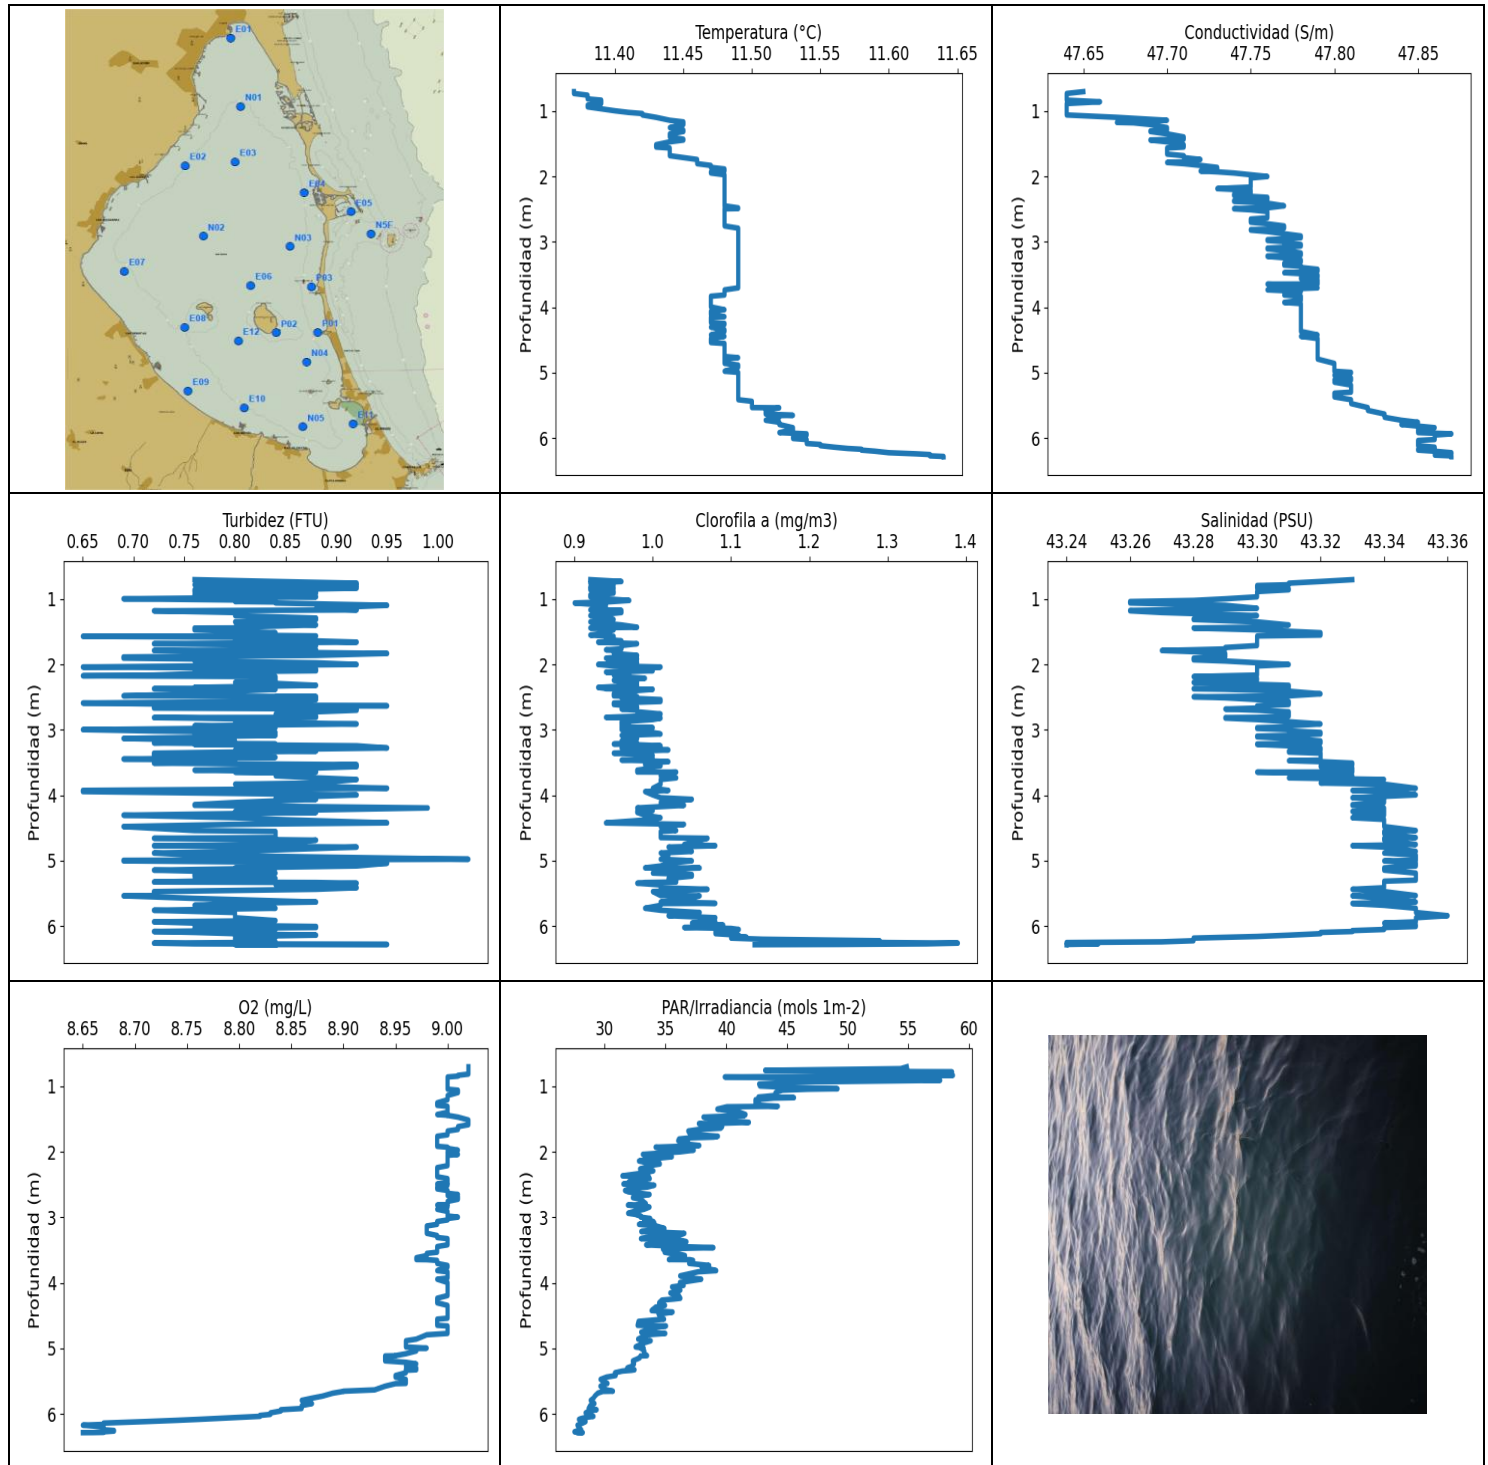 E01
N01
E02
E03
E04
E05
N5E
N02
N03
E07
E06
P03
E08
E12
P02
P01
N04
E09
E10
N05
E11
Temperatura (°C)
11.40 11.45 11.50 11.55 11.60 11.65
Profundidad (m)
1
2
3
4
5
6
Conductividad (S/m)
47.65 47.70 47.75 47.80 47.85
Profundidad (m)
1
2
3
4
5
6
Turbidez (FTU)
0.65 0.70 0.75 0.80 0.85 0.90 0.95 1.00
Profundidad (m)
1
2
3
4
5
6
Clorofila a (mg/m3)
0.9 1.0 1.1 1.2 1.3 1.4
Profundidad (m)
1
2
3
4
5
6
Salinidad (PSU)
43.24 43.26 43.28 43.30 43.32 43.34 43.36
Profundidad (m)
1
2
3
4
5
6
O2 (mg/L)
8.65 8.70 8.75 8.80 8.85 8.90 8.95 9.00
Profundidad (m)
1
2
3
4
5
6
PAR/Irradiancia (mols 1m-2)
30 35 40 45 50 55 60
Profundidad (m)
1
2
3
4
5
6